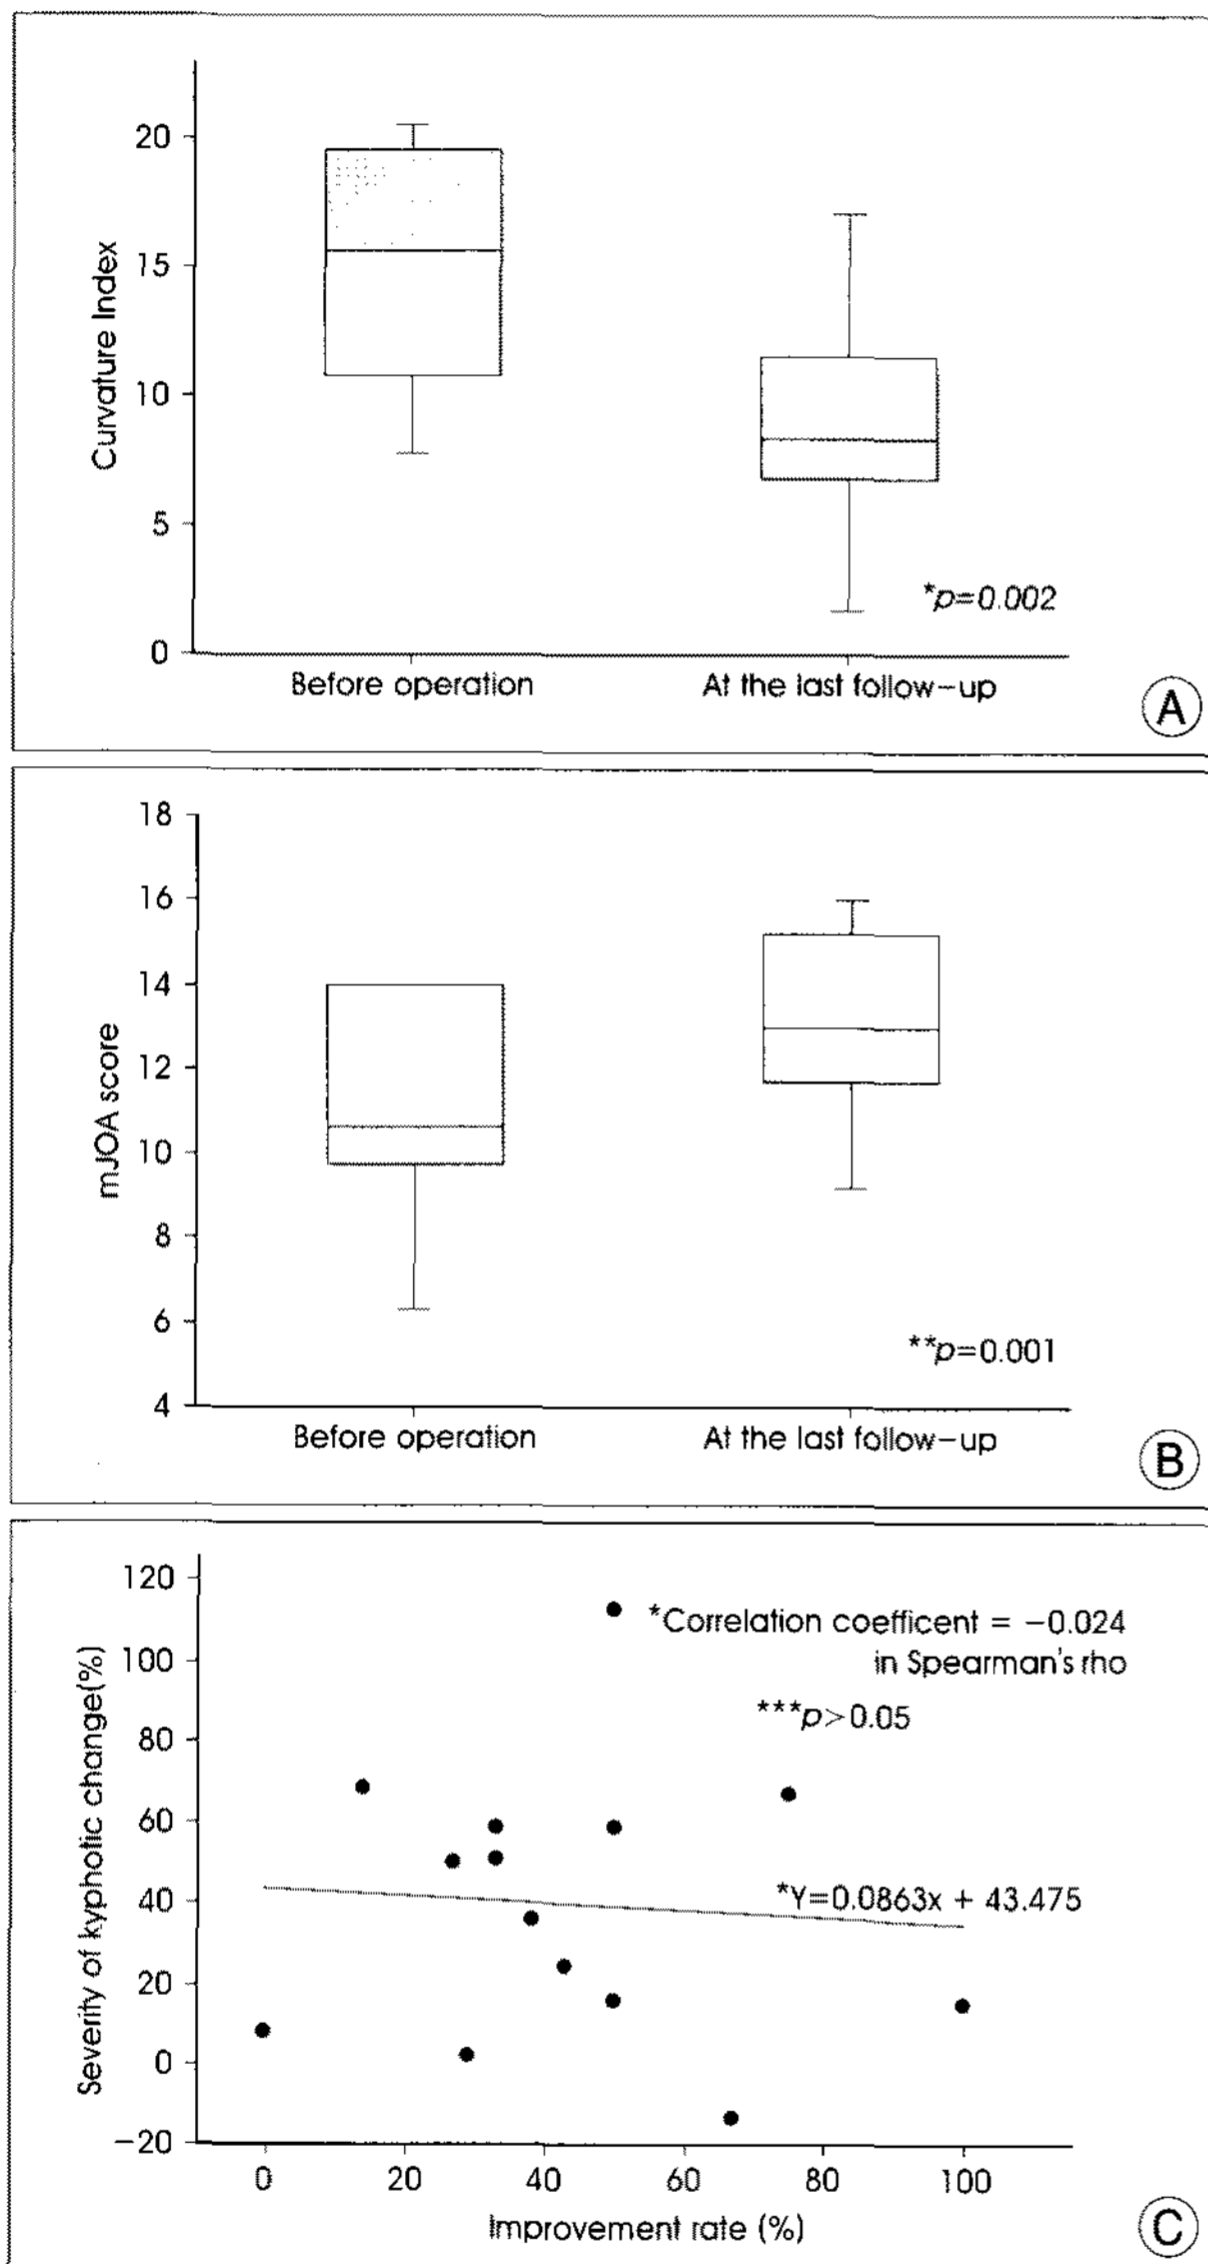 20
15
10
5
0
Curvature Index
*p=0.002
Before operation
At the last follow-up
A
18
16
14
12
10
8
6
4
mJOA score
**p=0.001
Before operation
At the last follow-up
B
120
100
80
60
40
20
0
-20
Severity of kyphotic change(%)
*Correlation coefficent = -0.024
in Spearman's rho
***p>0.05
*Y=0.0863x + 43.475
0 20 40 60 80 100
Improvement rate (%)
C